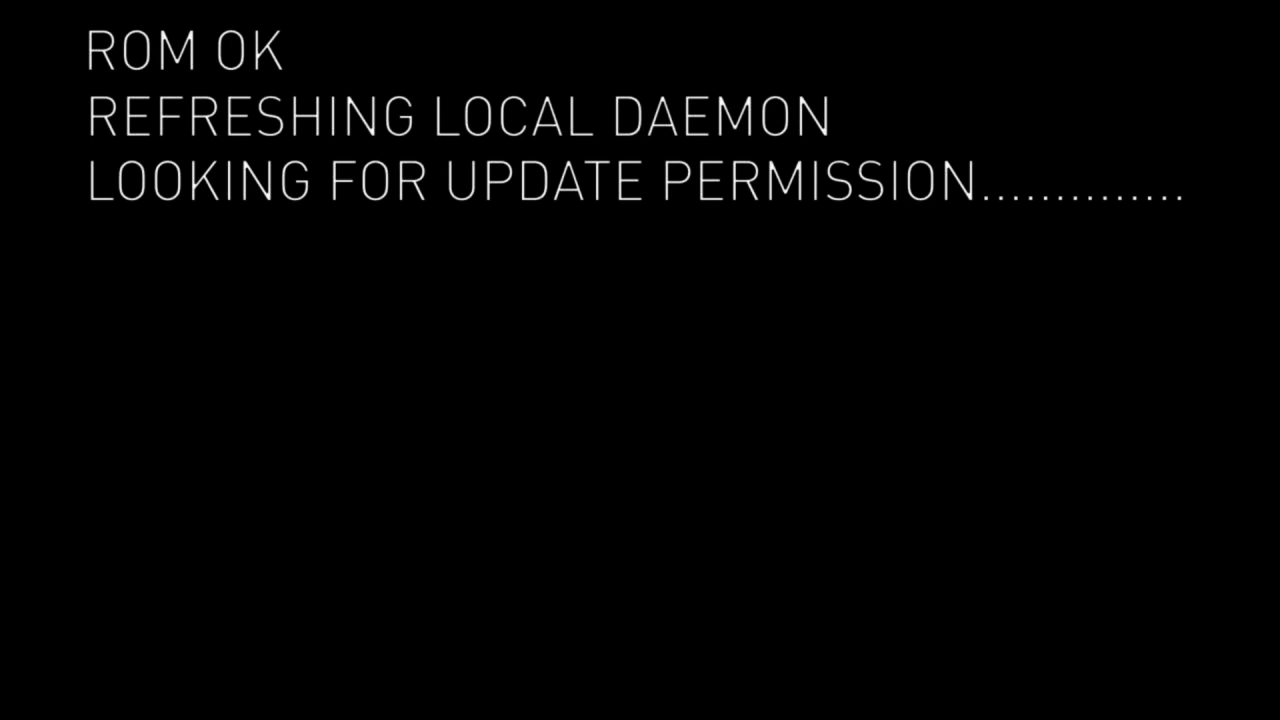 ROM OK
REFRESHING LOCAL DAEMON
LOOKING FOR UPDATE PERMISSION..............